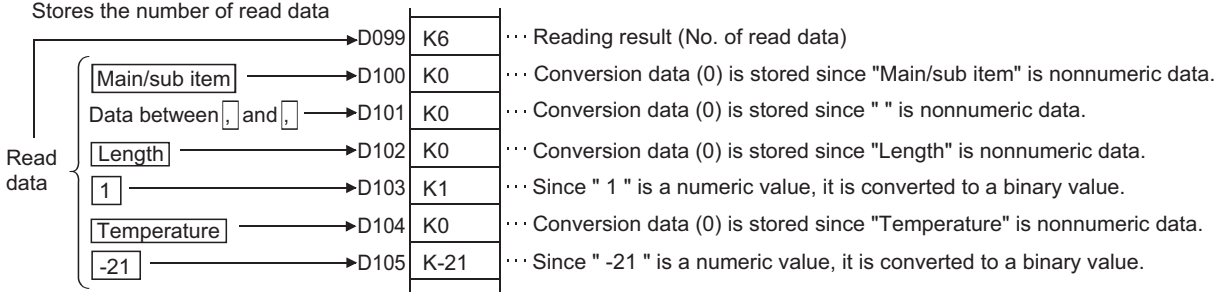 Stores the number of read data
D099 K6 ··· Reading result (No. of read data)
Main/sub item D100 K0 ··· Conversion data (0) is stored since "Main/sub item" is nonnumeric data.
Data between , and , D101 K0 ··· Conversion data (0) is stored since " " is nonnumeric data.
Read data
Length D102 K0 ··· Conversion data (0) is stored since "Length" is nonnumeric data.
1 D103 K1 ··· Since " 1 " is a numeric value, it is converted to a binary value.
Temperature D104 K0 ··· Conversion data (0) is stored since "Temperature" is nonnumeric data.
-21 D105 K-21 ··· Since " -21 " is a numeric value, it is converted to a binary value.